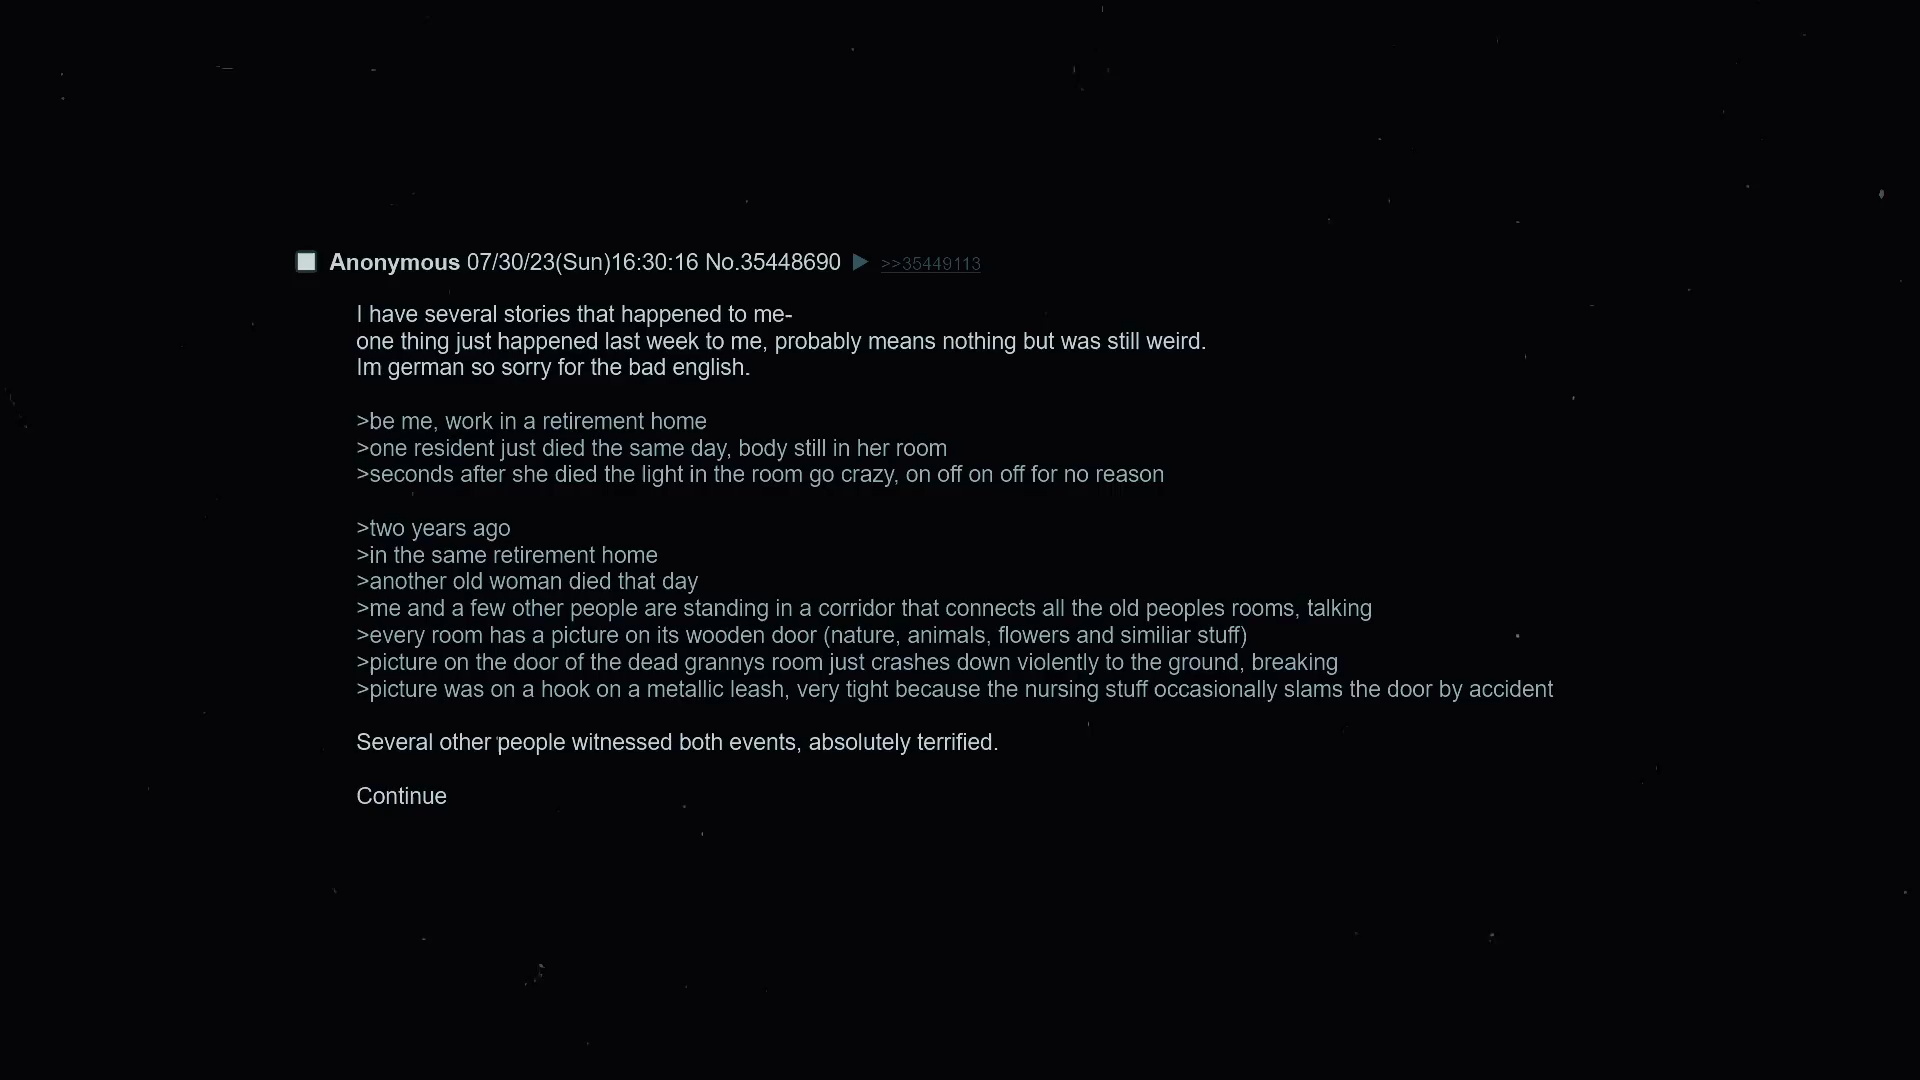 Anonymous 07/30/23(Sun)16:30:16 No.35448690 ▶ >>35449113
I have several stories that happened to me-
one thing just happened last week to me, probably means nothing but was still weird.
Im german so sorry for the bad english.
>be me, work in a retirement home
>one resident just died the same day, body still in her room
>seconds after she died the light in the room go crazy, on off on off for no reason
>two years ago
>in the same retirement home
>another old woman died that day
>me and a few other people are standing in a corridor that connects all the old peoples rooms, talking
>every room has a picture on its wooden door (nature, animals, flowers and similiar stuff)
>picture on the door of the dead grannys room just crashes down violently to the ground, breaking
>picture was on a hook on a metallic leash, very tight because the nursing stuff occasionally slams the door by accident
Several other people witnessed both events, absolutely terrified.
Continue